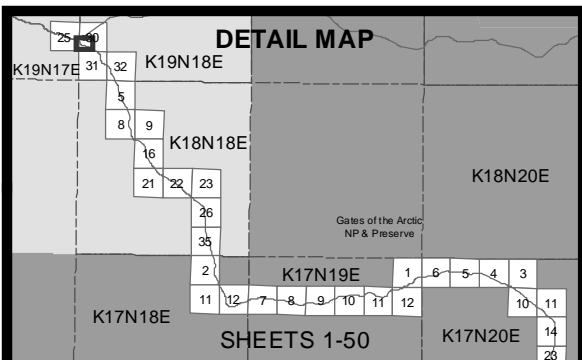 DETAIL MAP
25 30
K19N17E 31 32 K19N18E
5
8 9 K18N18E
16
21 22 23 K18N20E
26
Gates of the Arctic
NP & Preserve
35
2 K17N19E 1 6 5 4 3
11 12 7 8 9 10 11 12 10 11
K17N18E
SHEETS 1-50 K17N20E 14
23